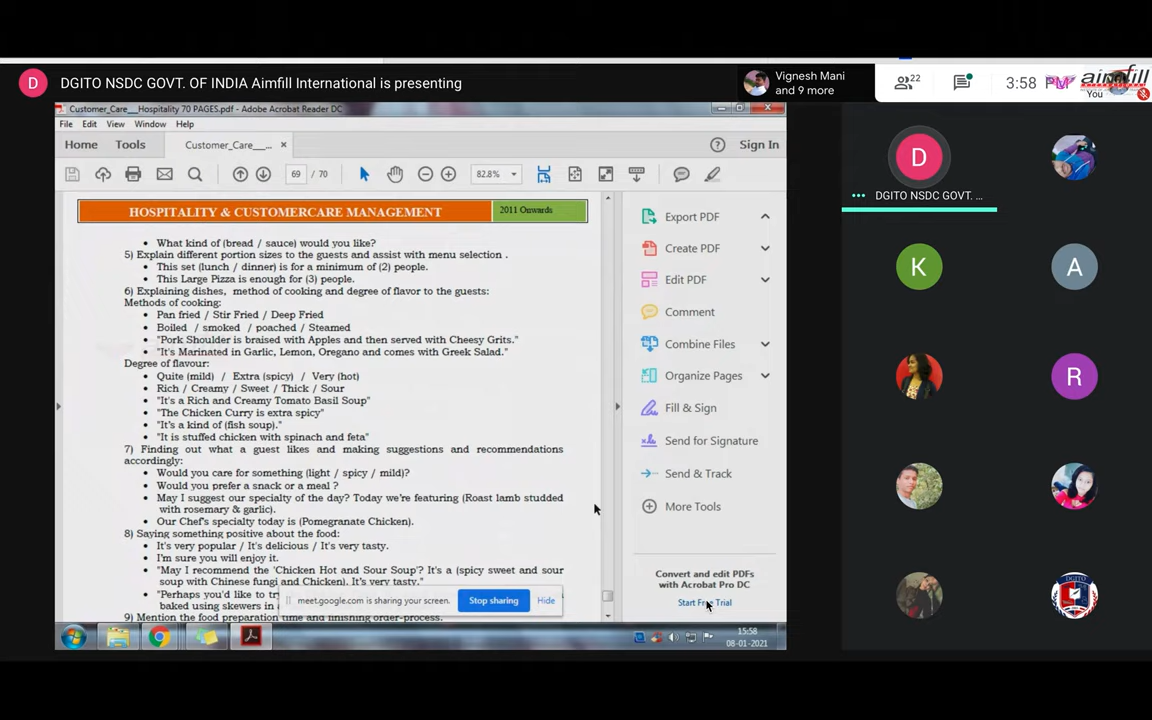 D DGITO NSDC GOVT. OF INDIA Aimfill International is presenting
Vignesh Mani
and 9 more
22
3:58 PM
aimfill
You
Customer_Care___Hospitality 70 PAGES.pdf - Adobe Acrobat Reader DC
File Edit View Window Help
Home Tools Customer_Care___... × Sign In
69 / 70 82.8%
HOSPITALITY & CUSTOMERCARE MANAGEMENT 2011 Onwards
• What kind of (bread / sauce) would you like?
5) Explain different portion sizes to the guests and assist with menu selection .
• This set (lunch / dinner) is for a minimum of (2) people.
• This Large Pizza is enough for (3) people.
6) Explaining dishes, method of cooking and degree of flavor to the guests:
Methods of cooking:
• Pan fried / Stir Fried / Deep Fried
• Boiled / smoked / poached / Steamed
• "Pork Shoulder is braised with Apples and then served with Cheesy Grits."
• "It's Marinated in Garlic, Lemon, Oregano and comes with Greek Salad."
Degree of flavour:
• Quite (mild) / Extra (spicy) / Very (hot)
• Rich / Creamy / Sweet / Thick / Sour
• "It's a Rich and Creamy Tomato Basil Soup"
• "The Chicken Curry is extra spicy"
• "It's a kind of (fish soup)."
• "It is stuffed chicken with spinach and feta"
7) Finding out what a guest likes and making suggestions and recommendations
accordingly:
• Would you care for something (light / spicy / mild)?
• Would you prefer a snack or a meal ?
• May I suggest our specialty of the day? Today we're featuring (Roast lamb studded
with rosemary & garlic).
• Our Chef's specialty today is (Pomegranate Chicken).
8) Saying something positive about the food:
• It's very popular / It's delicious / It's very tasty.
• I'm sure you will enjoy it.
• "May I recommend the 'Chicken Hot and Sour Soup'? It's a (spicy sweet and sour
soup with Chinese fungi and Chicken). It's very tasty."
• "Perhaps you'd like to try
baked using skewers in a
9) Mention the food preparation time and finishing order-process.
meet.google.com is sharing your screen. Stop sharing Hide
Export PDF
Create PDF
Edit PDF
Comment
Combine Files
Organize Pages
Fill & Sign
Send for Signature
Send & Track
More Tools
Convert and edit PDFs
with Acrobat Pro DC
Start Free Trial
15:58
08-01-2021
D
DGITO NSDC GOVT. ...
K
A
R
DGITO